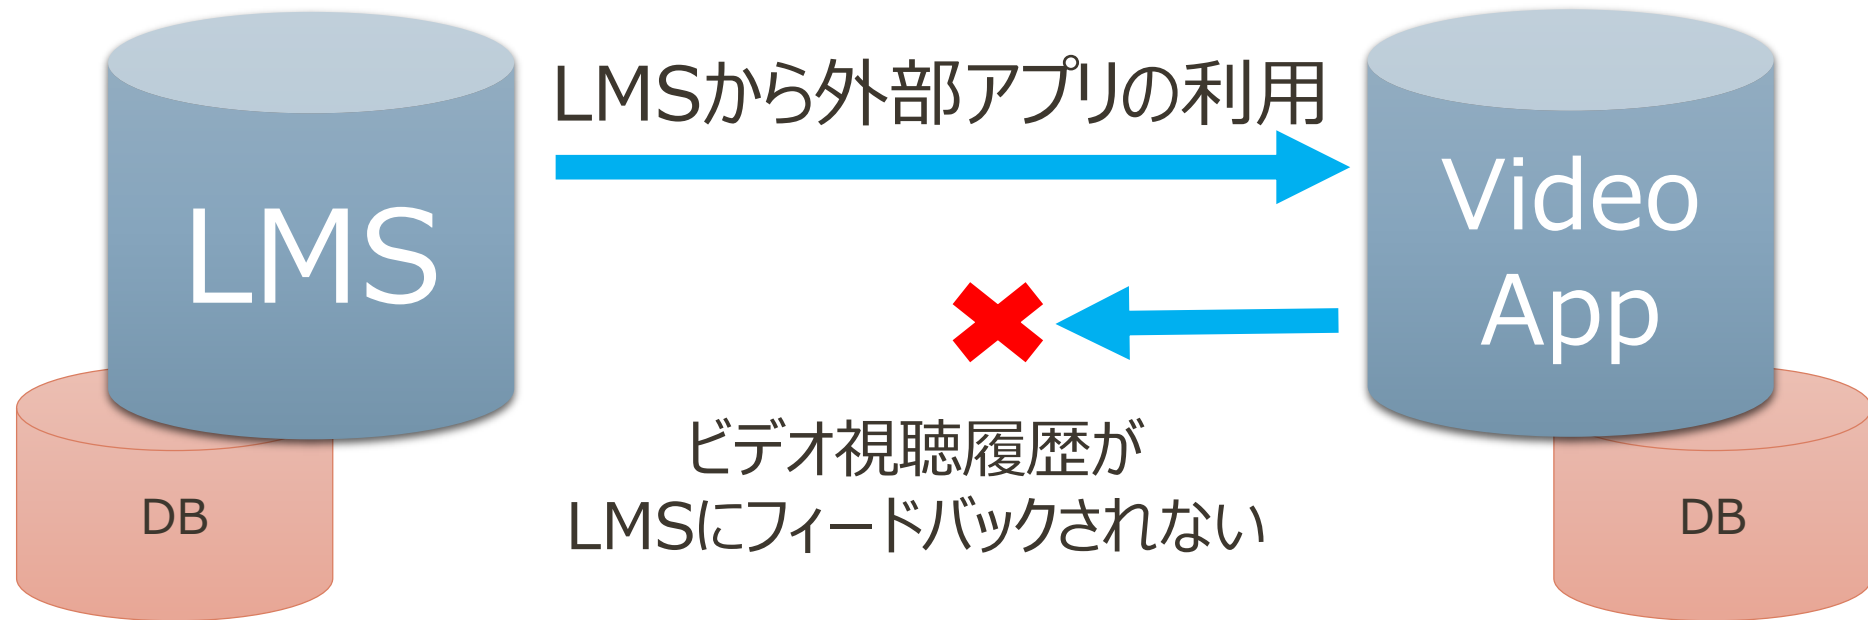 LMSから外部アプリの利用
LMS
Video
App
ビデオ視聴履歴が
LMSにフィードバックされない
DB
DB